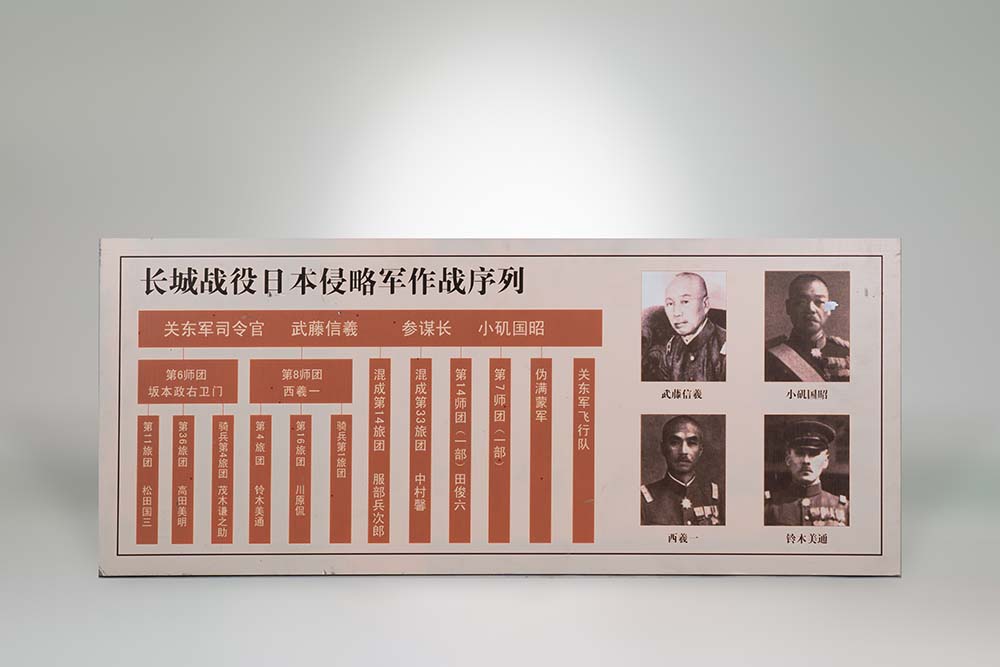 长城战役日本侵略军作战序列
关东军司令官 武藤信羲 参谋长 小矶国昭
第6师团
坂本政右卫门
第8师团
西羲一
第11旅团 松田国三
第36旅团 高田美明
骑兵第4旅团 茂木谦之助
第4旅团 铃木美通
第16旅团 川原侃
骑兵第1旅团
混成第14旅团 服部兵次郎
混成第33旅团 中村馨
第14师团（一部）田俊六
第7师团（一部）
伪满蒙军
关东军飞行队
武藤信羲
小矶国昭
西羲一
铃木美通